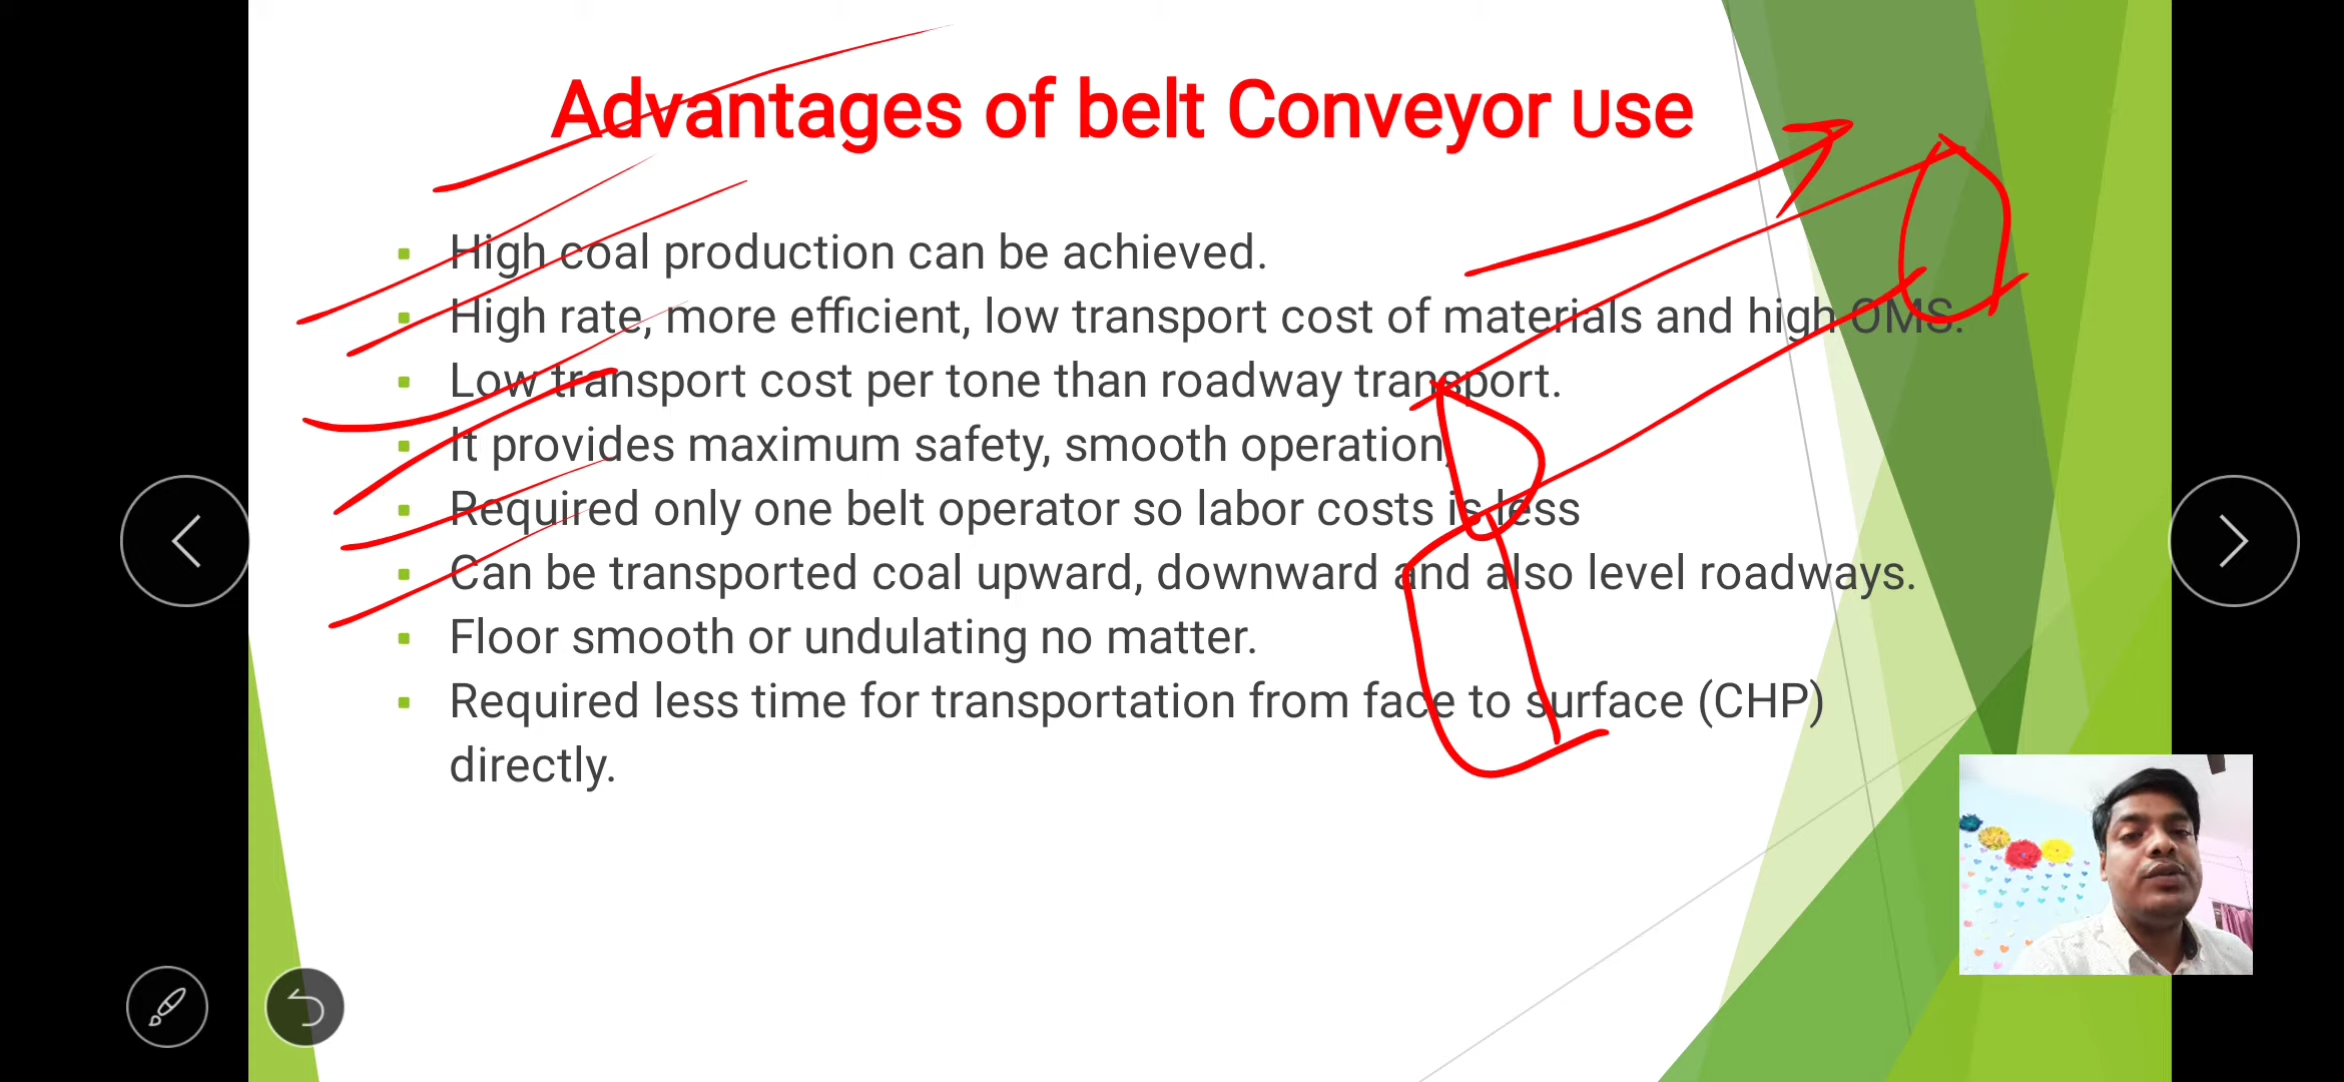 Advantages of belt Conveyor Use
High coal production can be achieved.
High rate, more efficient, low transport cost of materials and high OMS.
Low transport cost per tone than roadway transport.
It provides maximum safety, smooth operation,
Required only one belt operator so labor costs is less
Can be transported coal upward, downward and also level roadways.
Floor smooth or undulating no matter.
Required less time for transportation from face to surface (CHP)
directly.